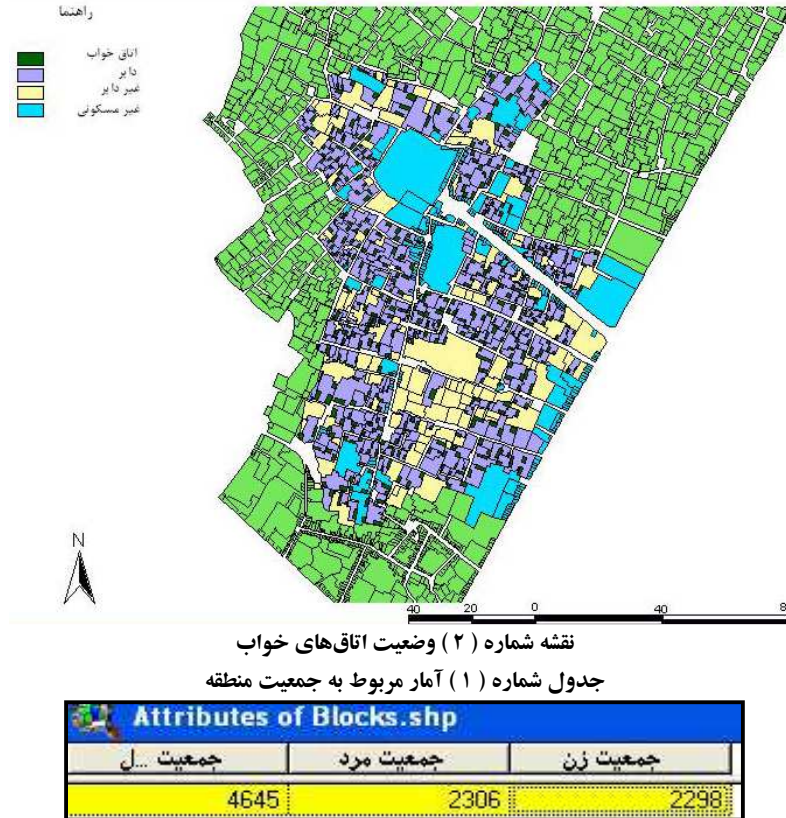 راهنما
اتاق خواب
دایر
غیر دایر
غیر مسکونی
N
40 20 0 40 8
نقشه شماره ( ۲ ) وضعیت اتاق‌های خواب
جدول شماره ( ۱ ) آمار مربوط به جمعیت منطقه
Attributes of Blocks.shp
جمعیت ...ل جمعیت مرد جمعیت زن
4645 2306 2298